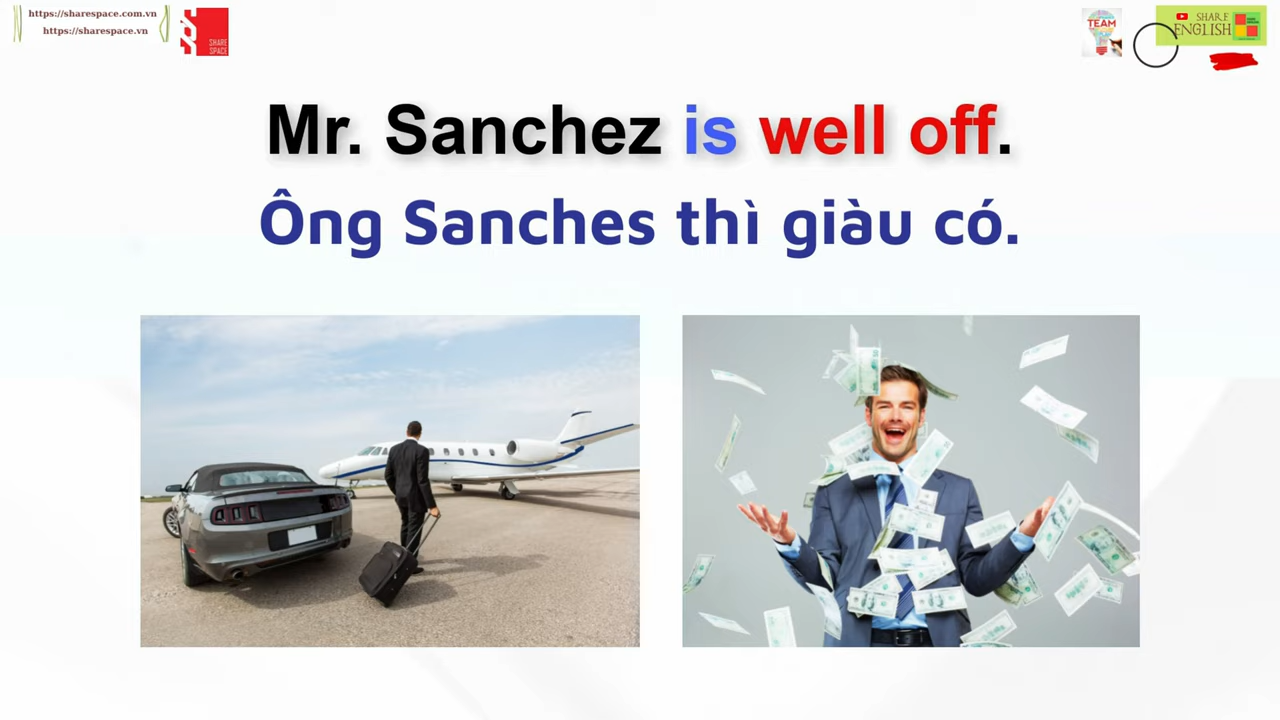 https://sharespace.com.vn
https://sharespace.vn
SHARE
SPACE
TEAM
SHARE
ENGLISH
Mr. Sanchez is well off.
Ông Sanches thì giàu có.